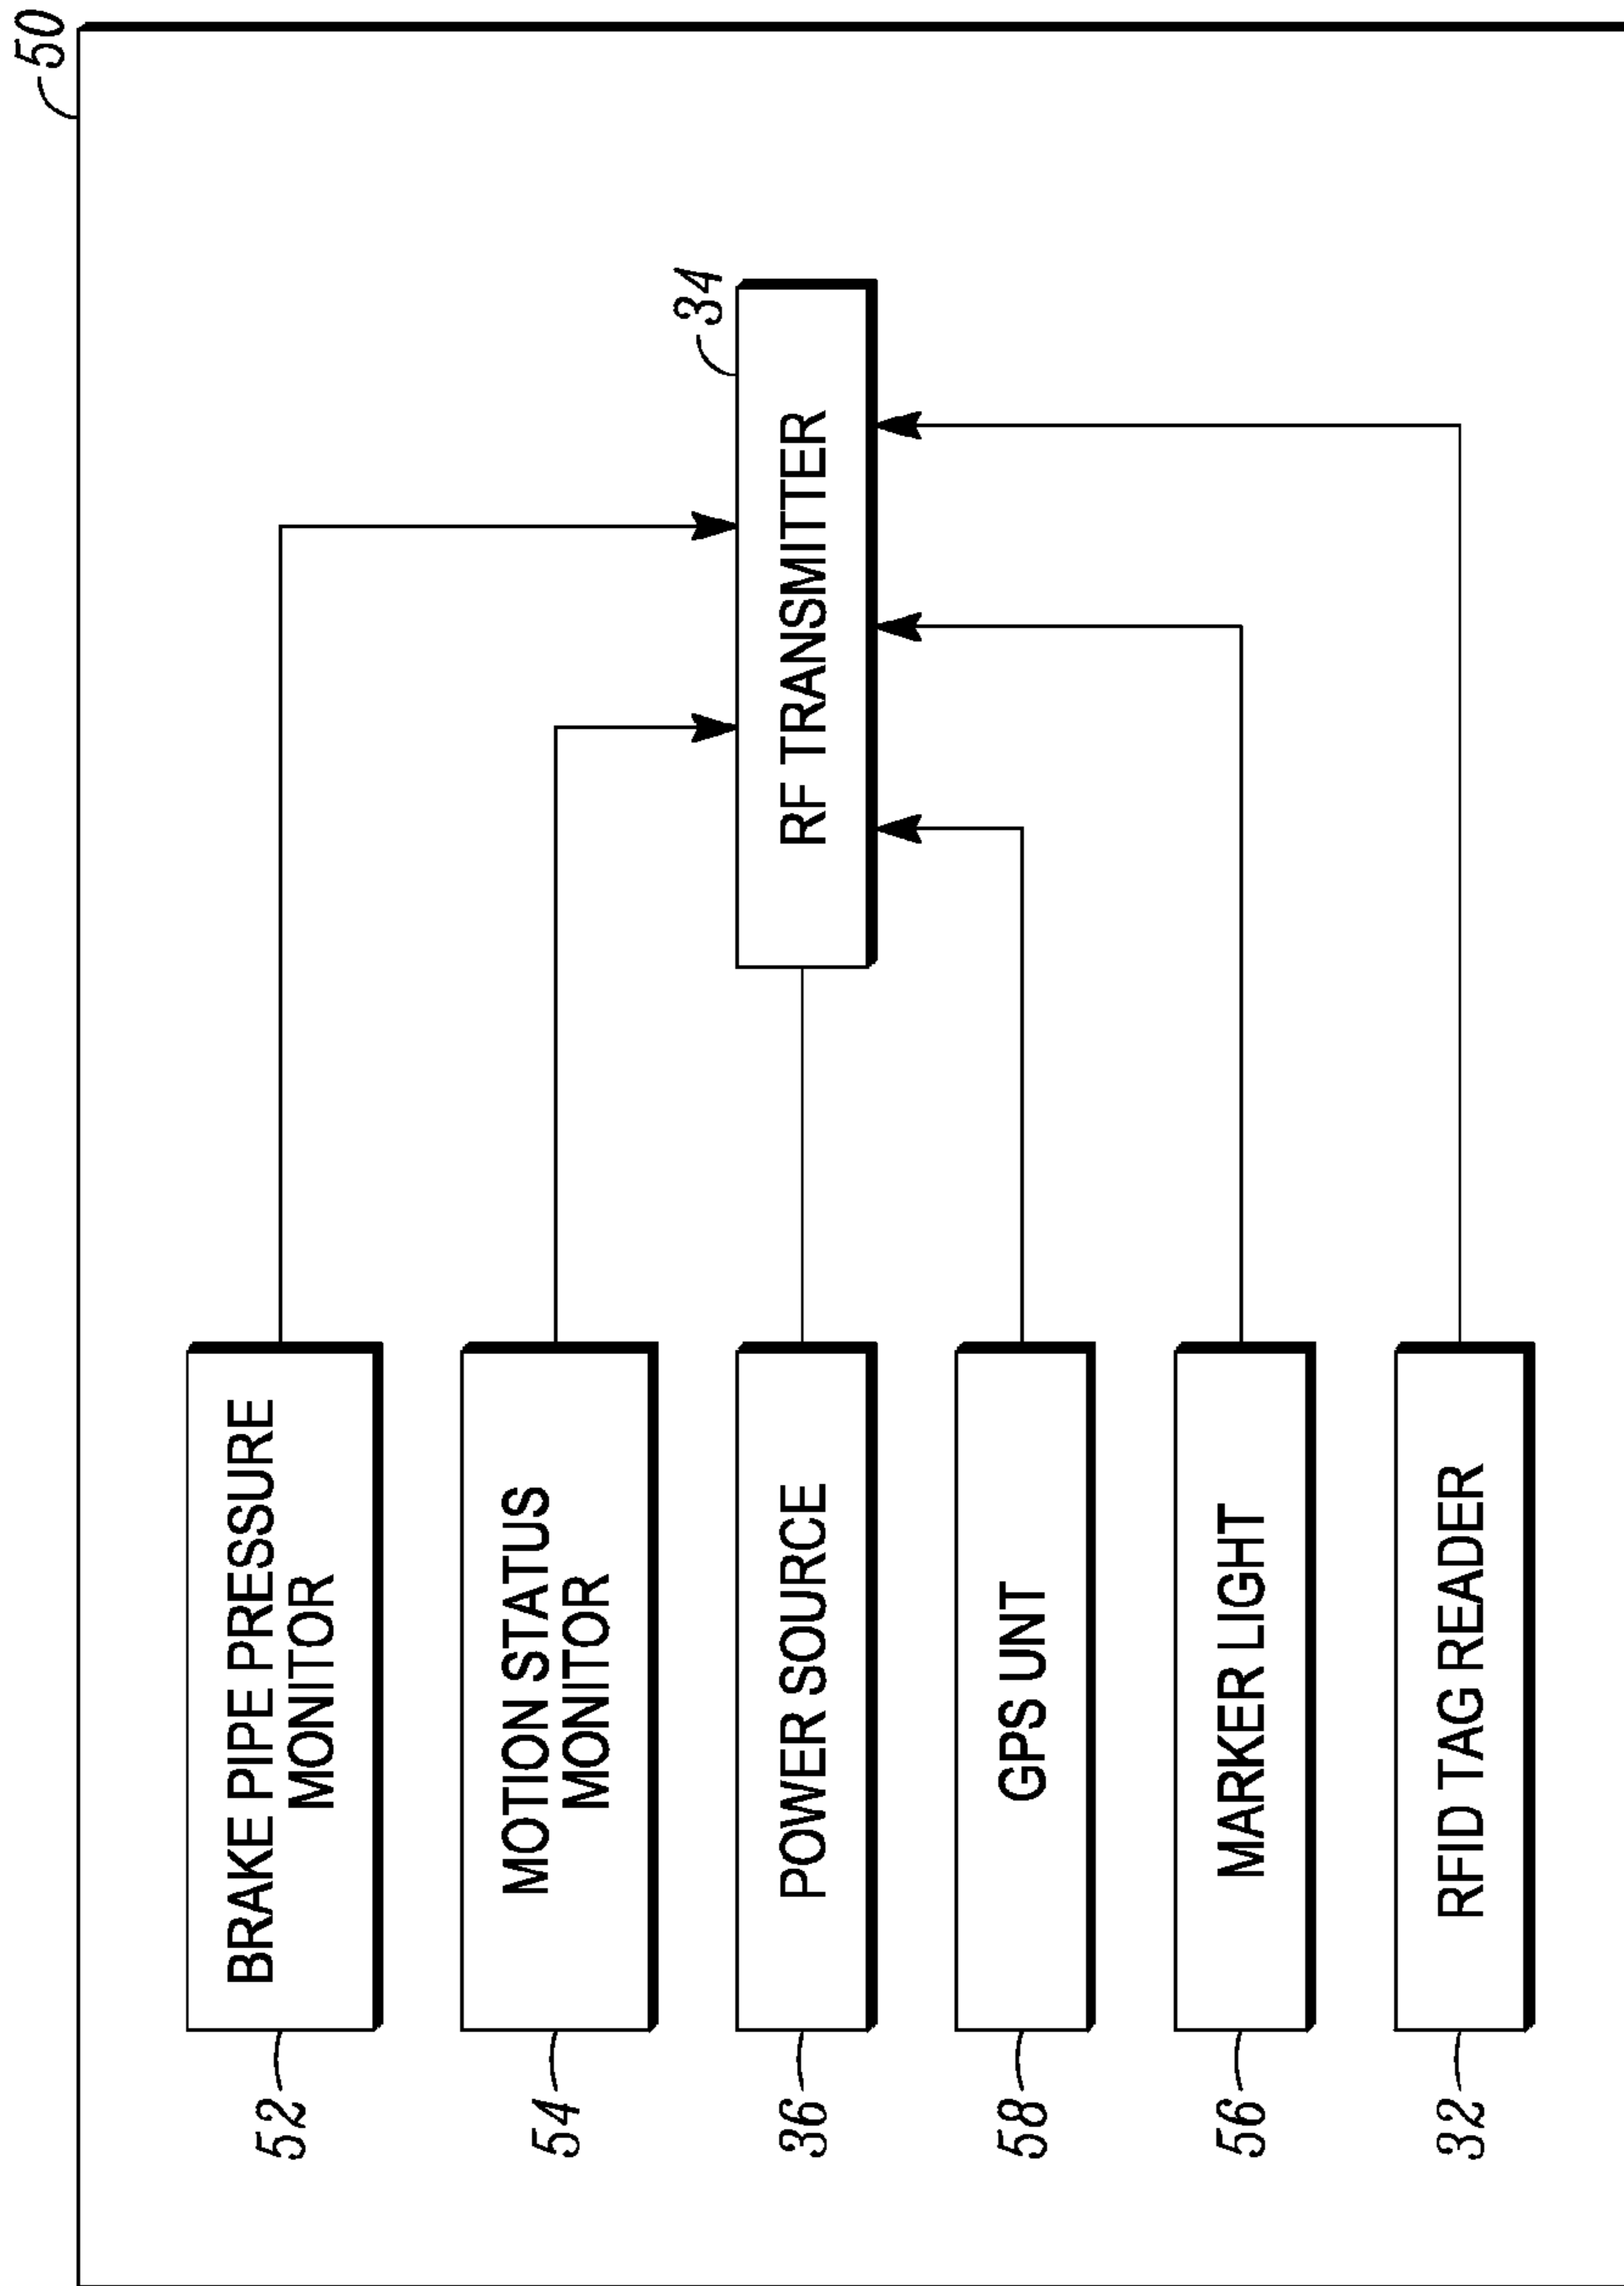 50
52
BRAKE PIPE PRESSURE
MONITOR
54
MOTION STATUS
MONITOR
34
36
POWER SOURCE
RF TRANSMITTER
58
GPS UNT
56
MARKER LIGHT
32
RFID TAG READER